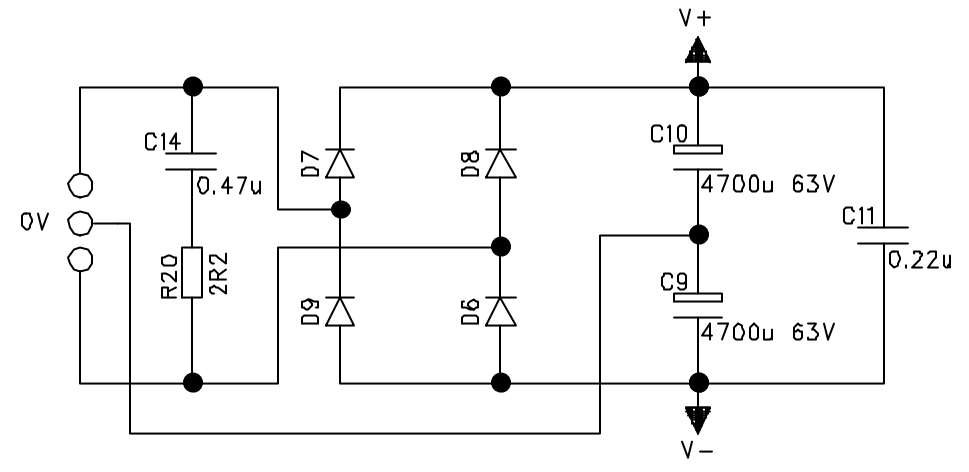 V+
C14
0.47u
D7
D8
C10
4700u 63V
0V
C11
0.22u
R20
2R2
D9
D6
C9
4700u 63V
V-